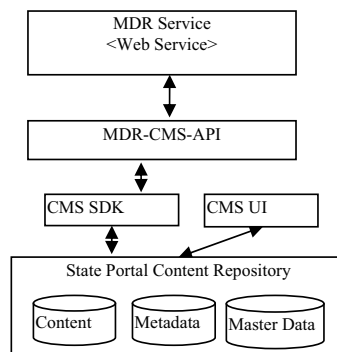 MDR Service
<Web Service>
MDR-CMS-API
CMS SDK
CMS UI
State Portal Content Repository
Content
Metadata
Master Data